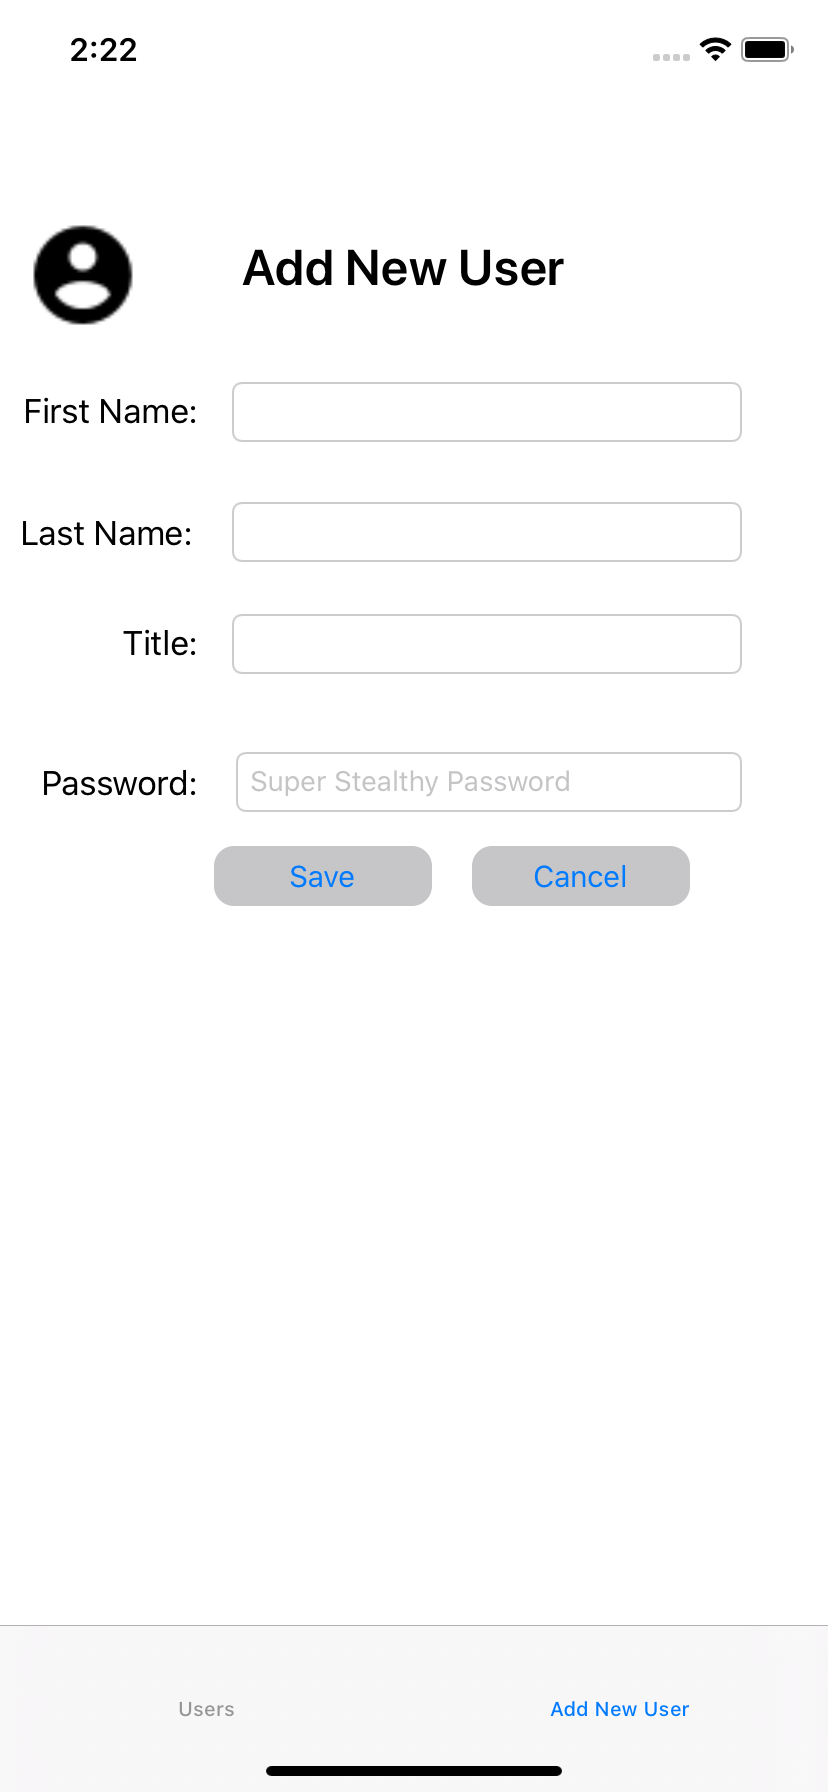 2:22
Add New User
First Name:
Last Name:
Title:
Password: Super Stealthy Password
Save Cancel
Users Add New User